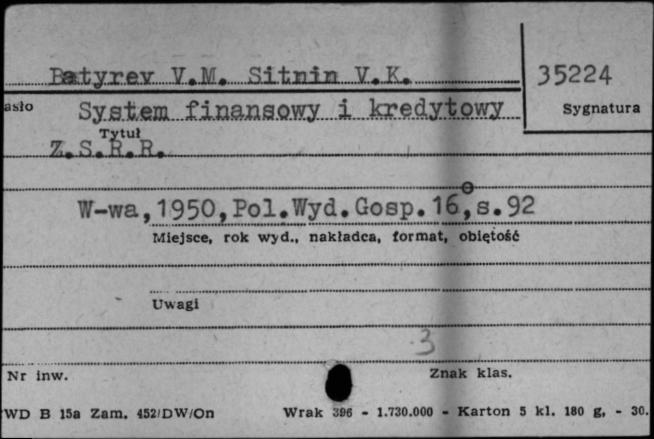 Batyrev V.M. Sitnin V.K.
35224
asło
System finansowy i kredytowy
Sygnatura
Tytuł
Z.S.R.R.
W-wa,1950,Pol.Wyd.Gosp.16°,s.92
Miejsce, rok wyd., nakładca, format, objętość
Uwagi
3
Nr inw.
Znak klas.
WD B 15a Zam. 452/DW/On Wrak 396 - 1.730.000 - Karton 5 kl. 180 g, - 30.